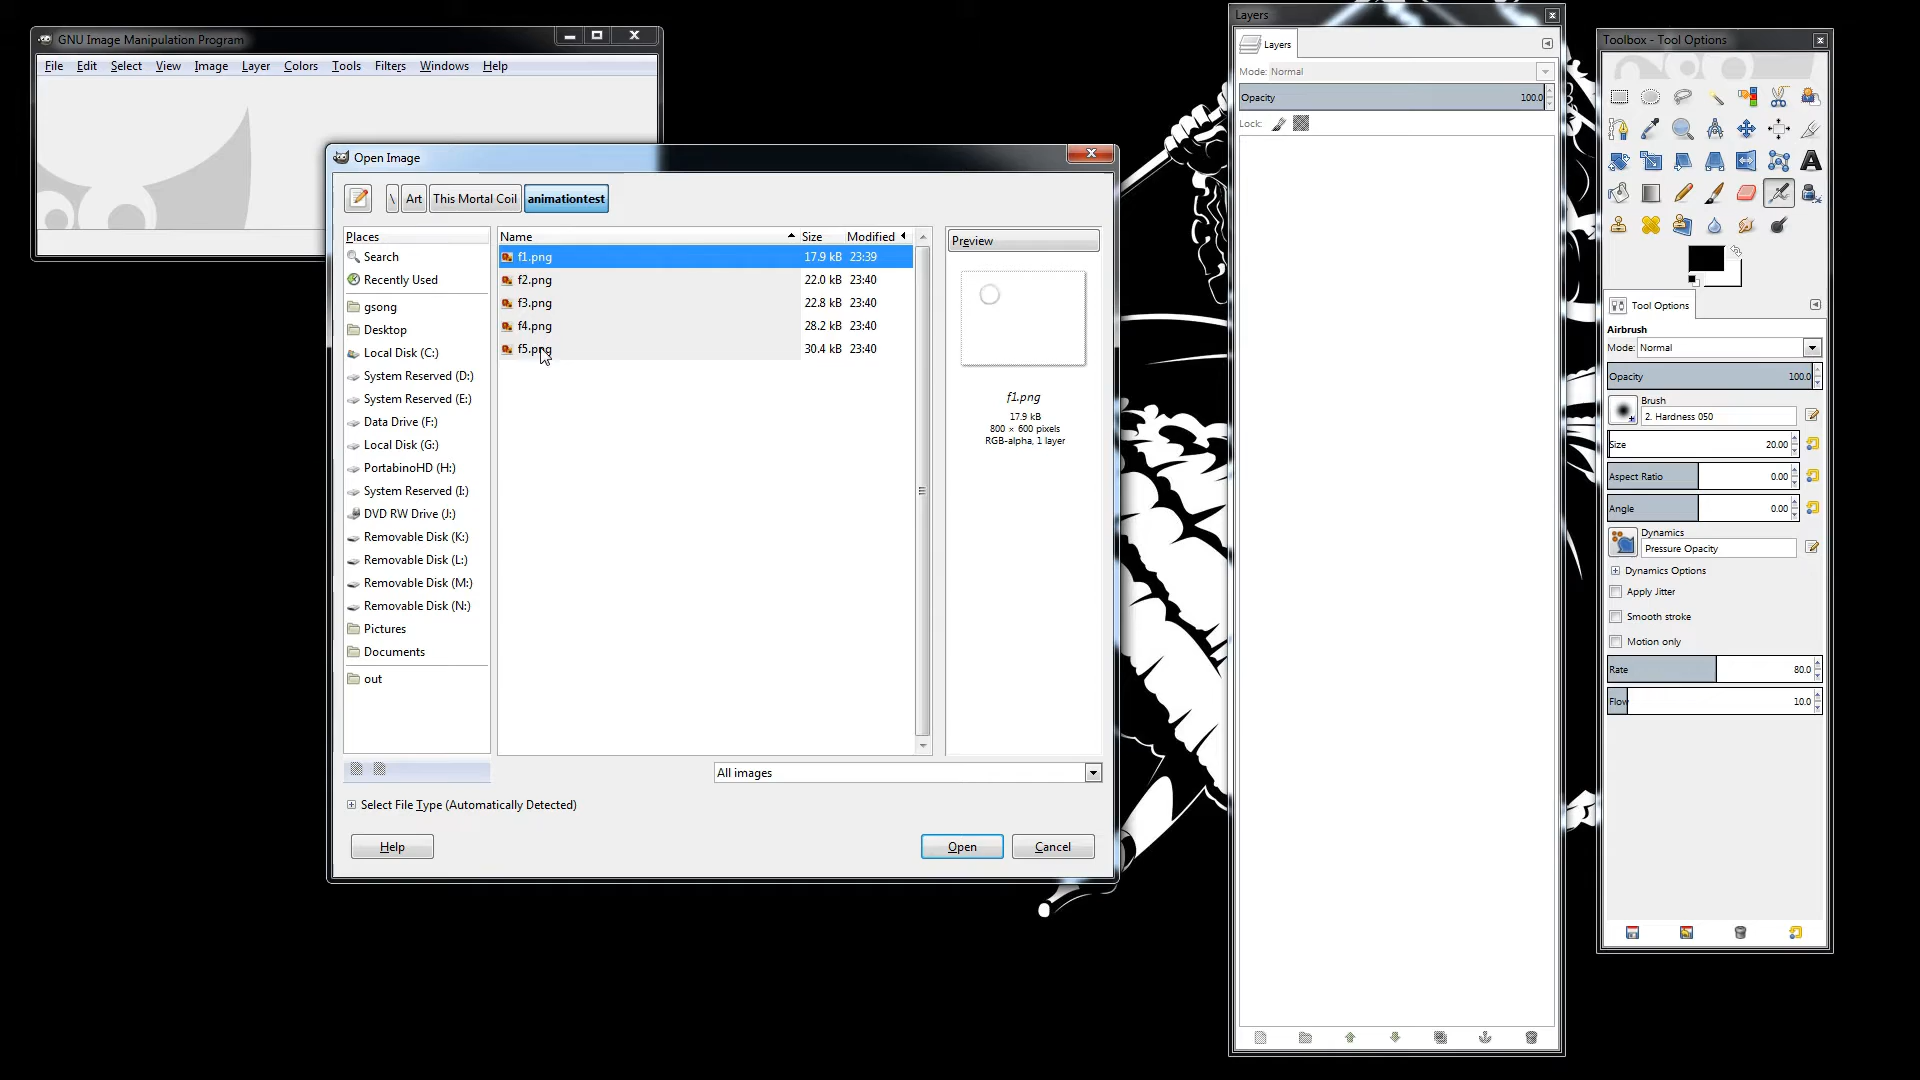 GNU Image Manipulation Program
File Edit Select View Image Layer Colors Tools Filters Windows Help
Open Image
\ Art This Mortal Coil animationtest
Places
Search
Recently Used
gsong
Desktop
Local Disk (C:)
System Reserved (D:)
System Reserved (E:)
Data Drive (F:)
Local Disk (G:)
PortabinoHD (H:)
System Reserved (I:)
DVD RW Drive (J:)
Removable Disk (K:)
Removable Disk (L:)
Removable Disk (M:)
Removable Disk (N:)
Pictures
Documents
out
Name Size Modified
f1.png 17.9 kB 23:39
f2.png 22.0 kB 23:40
f3.png 22.8 kB 23:40
f4.png 28.2 kB 23:40
f5.png 30.4 kB 23:40
Preview
f1.png
17.9 kB
800 × 600 pixels
RGB-alpha, 1 layer
All images
Select File Type (Automatically Detected)
Help Open Cancel
Layers
Layers
Mode: Normal
Opacity 100.0
Lock:
Toolbox - Tool Options
Tool Options
Airbrush
Mode: Normal
Opacity 100.0
Brush
2. Hardness 050
Size 20.00
Aspect Ratio 0.00
Angle 0.00
Dynamics
Pressure Opacity
Dynamics Options
Apply Jitter
Smooth stroke
Motion only
Rate 80.0
Flow 10.0